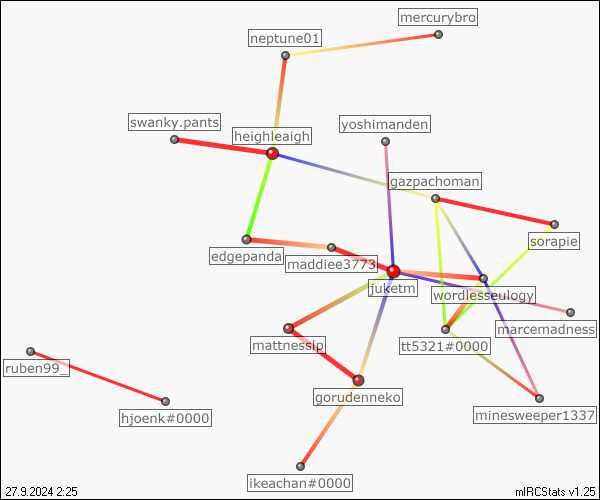 mercurybro
neptune01
swanky.pants
yoshimanden
heighleaigh
gazpachoman
sorapie
edgepanda
maddiee3773
juketm
wordlesseulogy
marcemadness
mattnesslp
tt5321#0000
ruben99_
gorudenneko
hjoenk#0000
minesweeper1337
ikeachan#0000
27.9.2024 2:25
mIRCStats v1.25